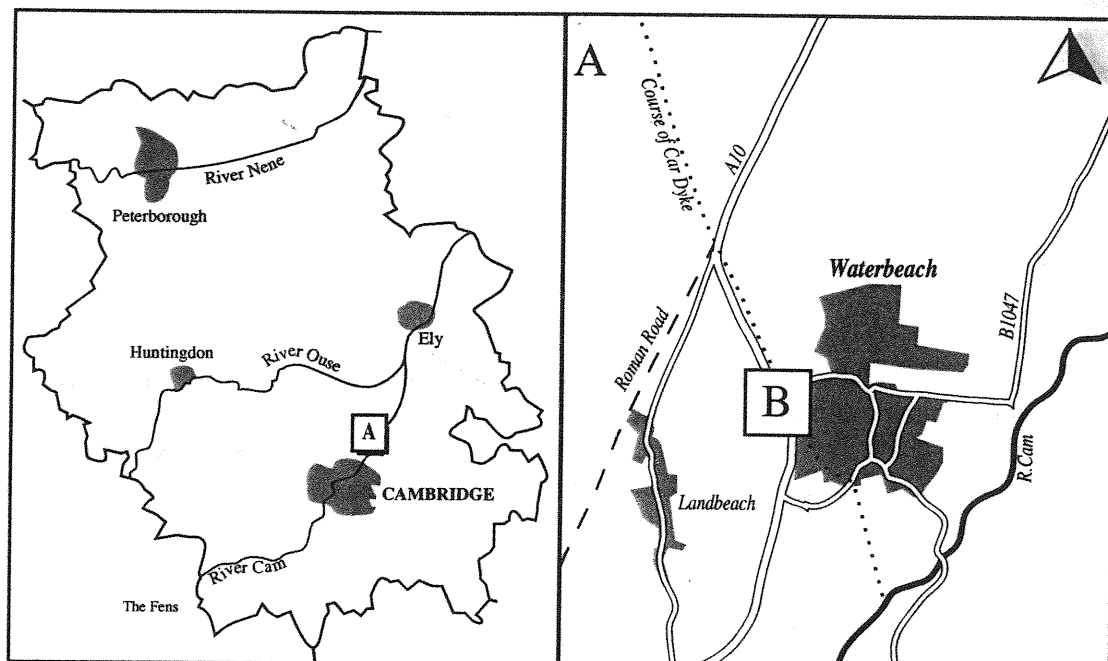 River Nene
Peterborough
Ely
Huntingdon
River Ouse
A
CAMBRIDGE
River Cam
The Fens
A
Course of Car Dyke
A10
Waterbeach
B1047
Roman Road
B
R.Cam
Landbeach